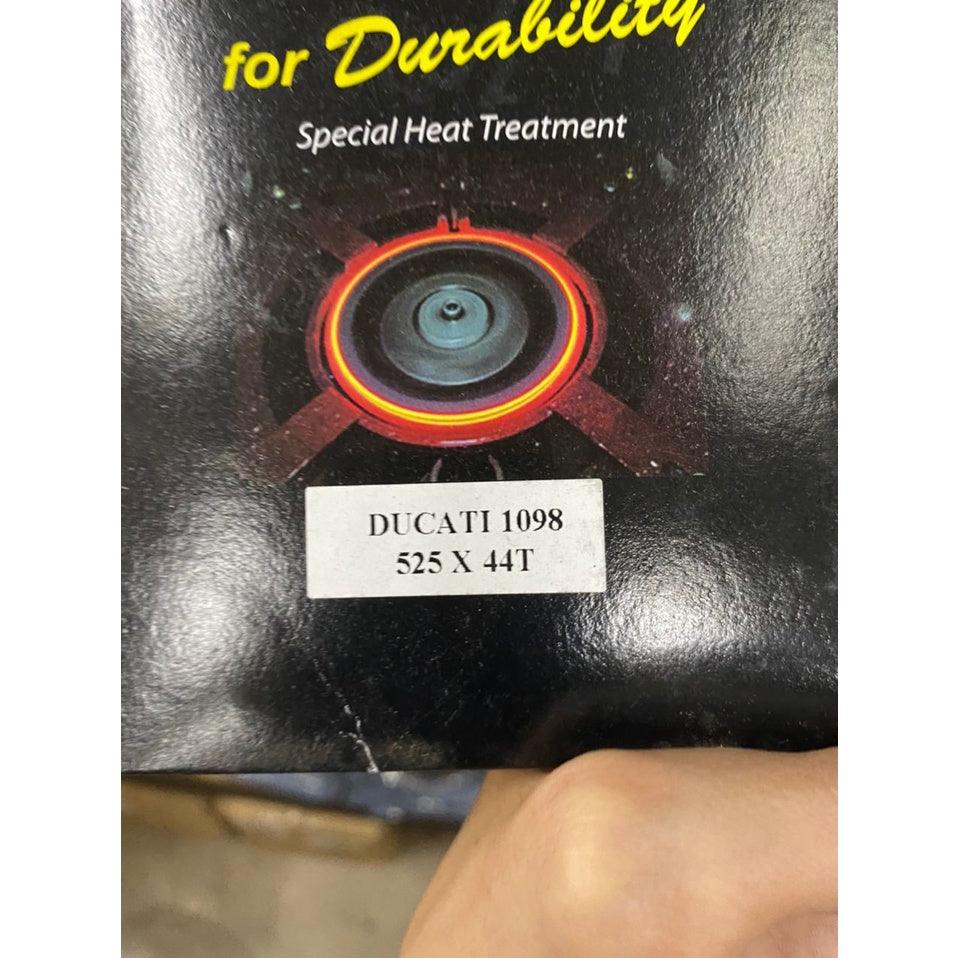 for Durability
Special Heat Treatment
DUCATI 1098
525 X 44T